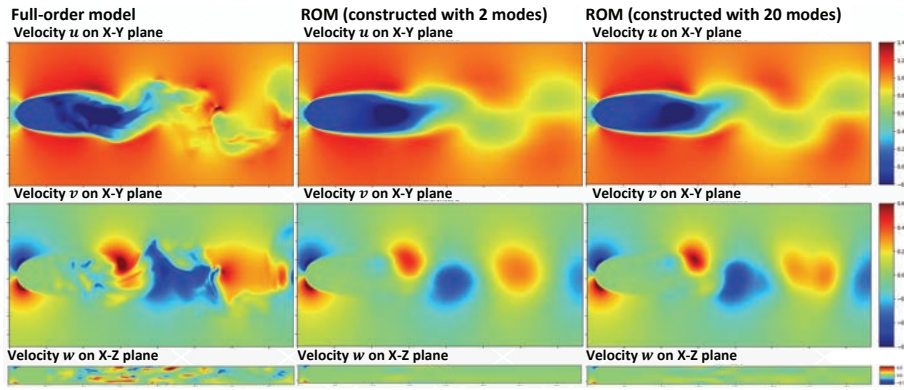 Full-order model
ROM (constructed with 2 modes)
ROM (constructed with 20 modes)
Velocity u on X-Y plane
Velocity u on X-Y plane
Velocity u on X-Y plane
Velocity v on X-Y plane
Velocity v on X-Y plane
Velocity v on X-Y plane
Velocity w on X-Z plane
Velocity w on X-Z plane
Velocity w on X-Z plane